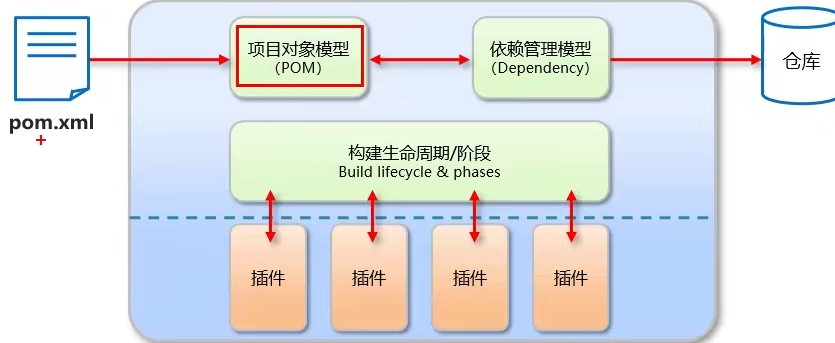 项目对象模型
（POM）
依赖管理模型
（Dependency）
仓库
pom.xml
构建生命周期/阶段
Build lifecycle & phases
插件
插件
插件
插件